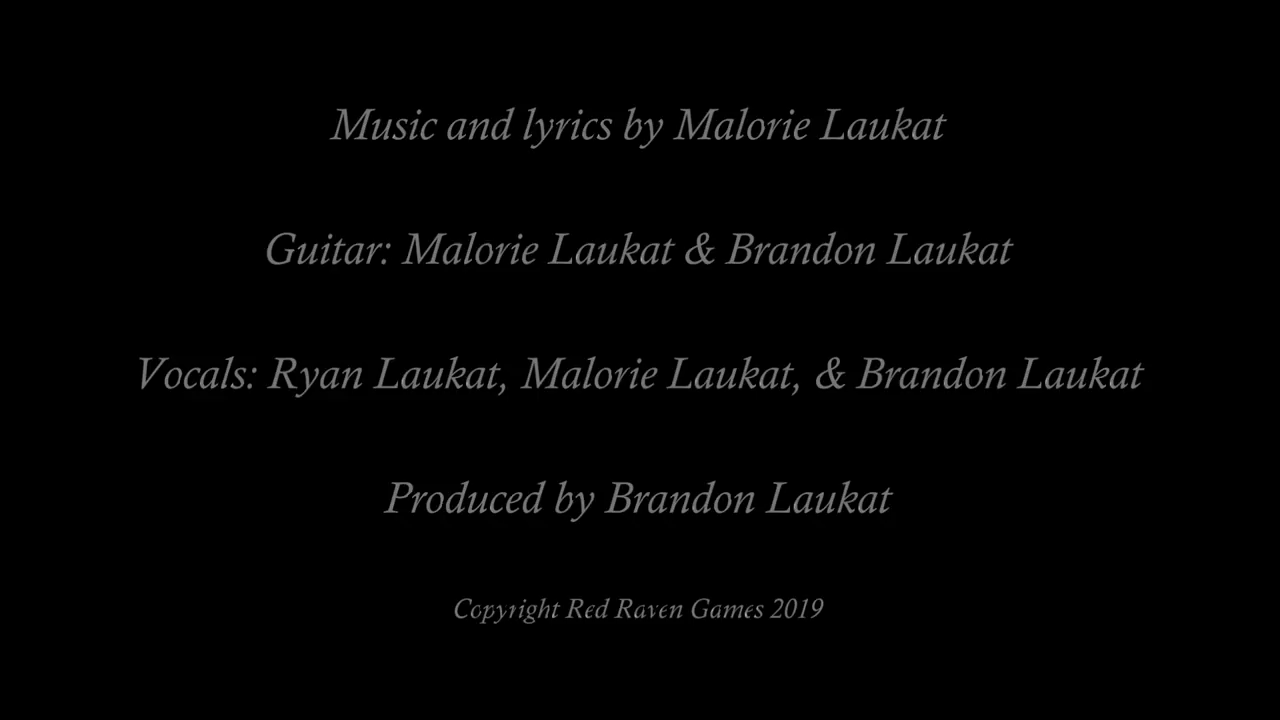 Music and lyrics by Malorie Laukat
Guitar: Malorie Laukat & Brandon Laukat
Vocals: Ryan Laukat, Malorie Laukat, & Brandon Laukat
Produced by Brandon Laukat
Copyright Red Raven Games 2019